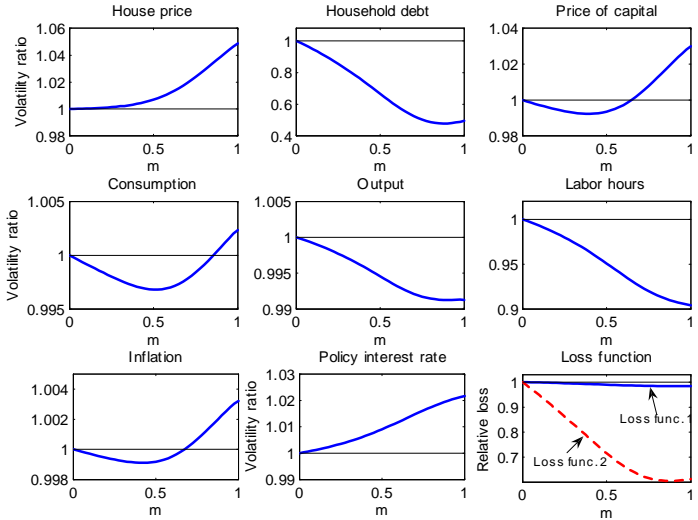 House price
Household debt
Price of capital
Volatility ratio
1.06
1.04
1.02
1
0.98
0
0.5
1
m
1
0.8
0.6
0.4
0
0.5
1
m
1.04
1.02
1
0.98
0
0.5
1
m
Consumption
Output
Labor hours
Volatility ratio
1.005
1
0.995
0
0.5
1
m
1.005
1
0.995
0.99
0
0.5
1
m
1
0.95
0.9
0
0.5
1
m
Inflation
Policy interest rate
Loss function
1.004
1.002
1
0.998
0
0.5
1
m
Volatility ratio
1.03
1.02
1.01
1
0.99
0
0.5
1
m
Relative loss
1
0.9
0.8
0.7
0
0.5
1
m
Loss func.1
Loss func.2